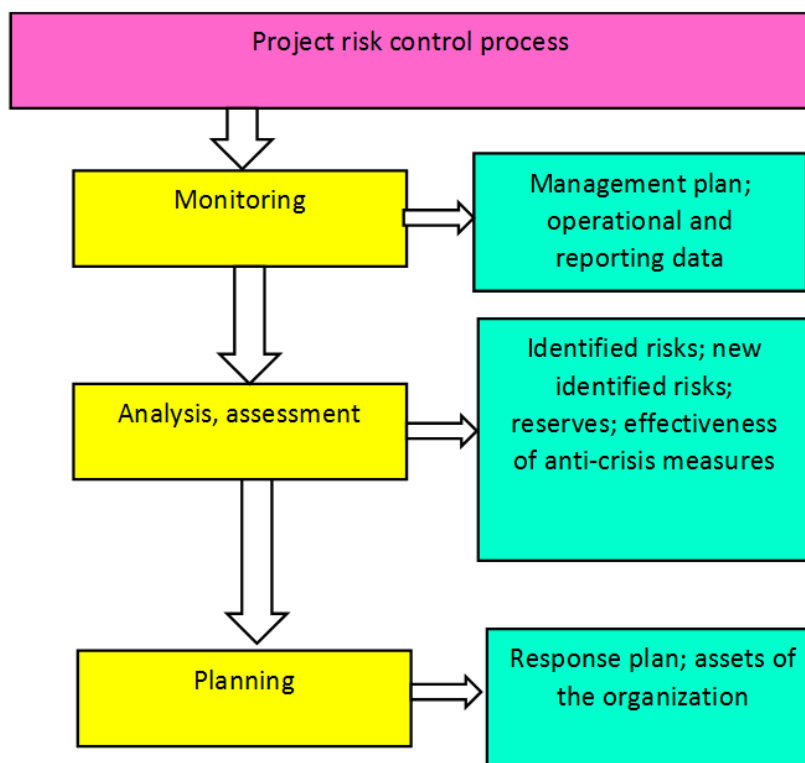 Project risk control process
Monitoring
Management plan;
operational and
reporting data
Analysis, assessment
Identified risks; new
identified risks;
reserves; effectiveness
of anti-crisis measures
Planning
Response plan; assets of
the organization